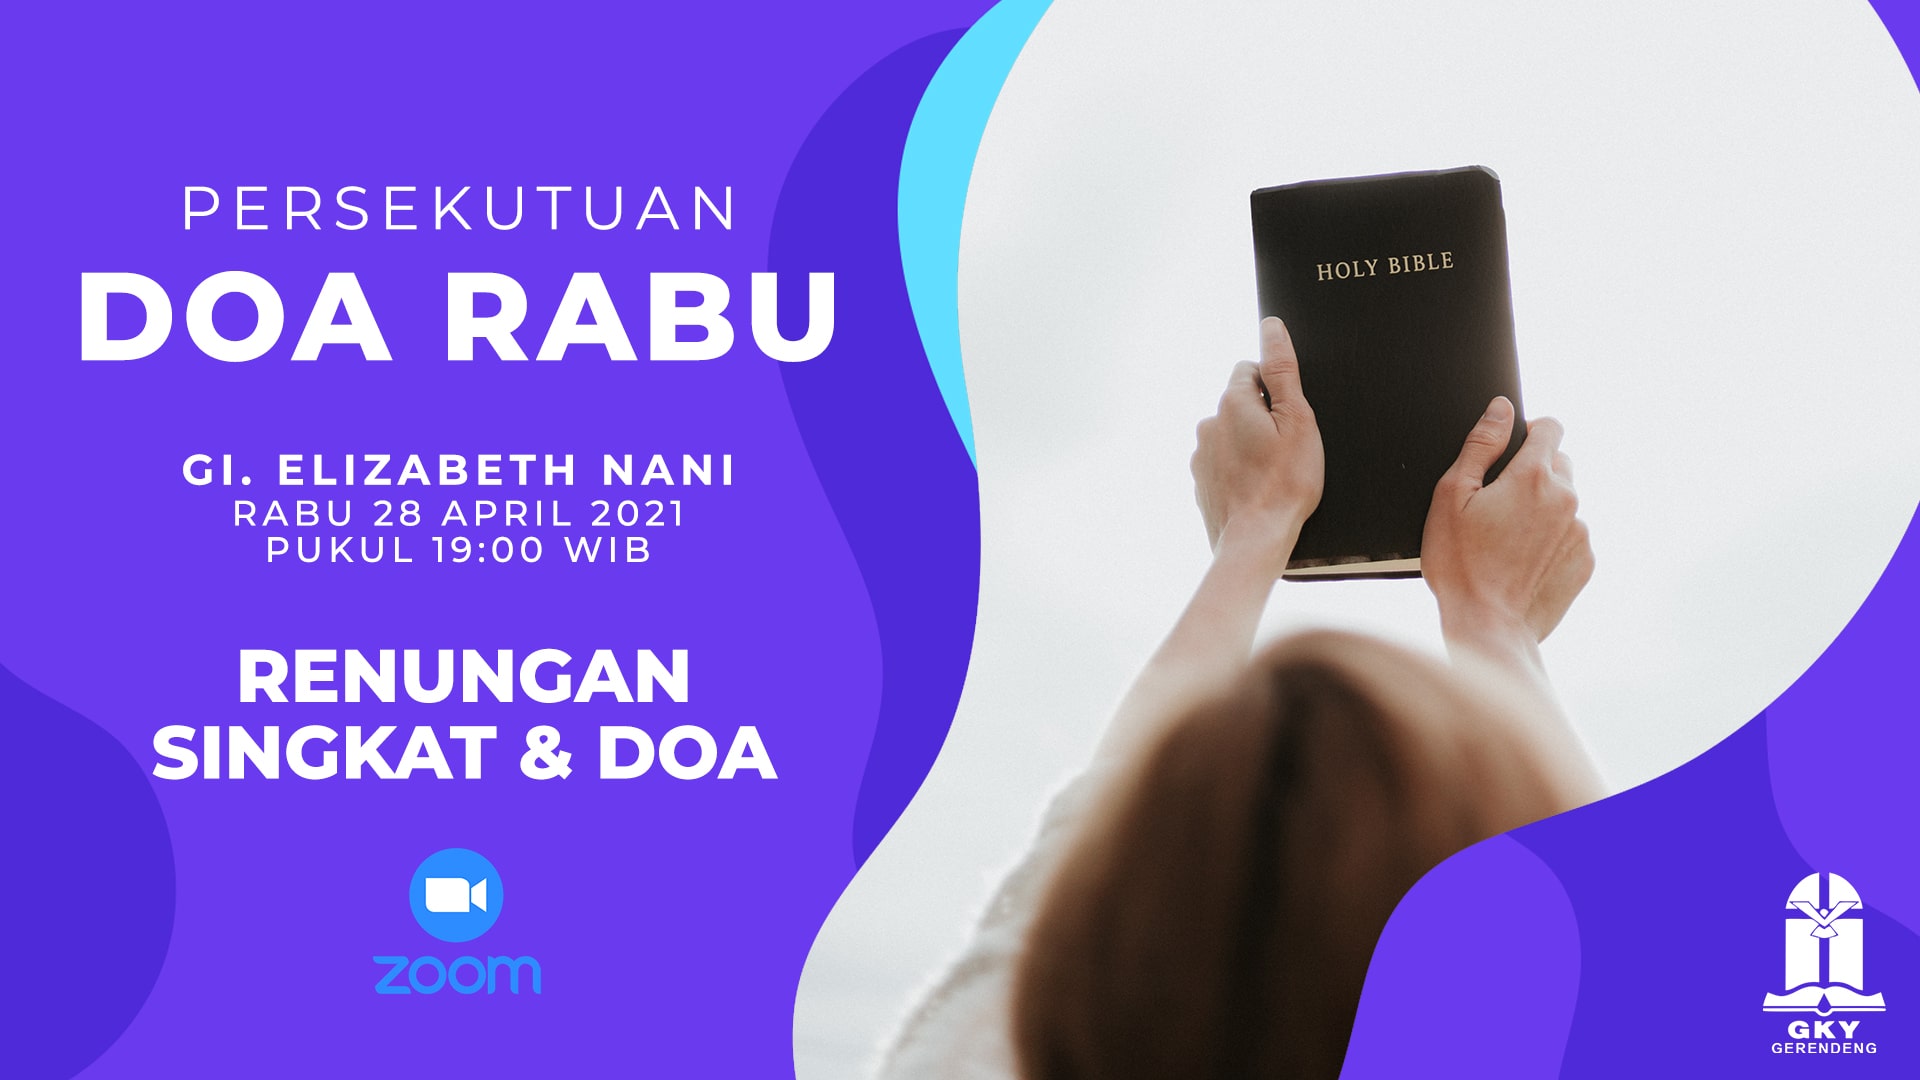 PERSEKUTUAN
DOA RABU
GI. ELIZABETH NANI
RABU 28 APRIL 2021
PUKUL 19:00 WIB
RENUNGAN
SINGKAT & DOA
zoom
HOLY BIBLE
GKY
GERENDENG